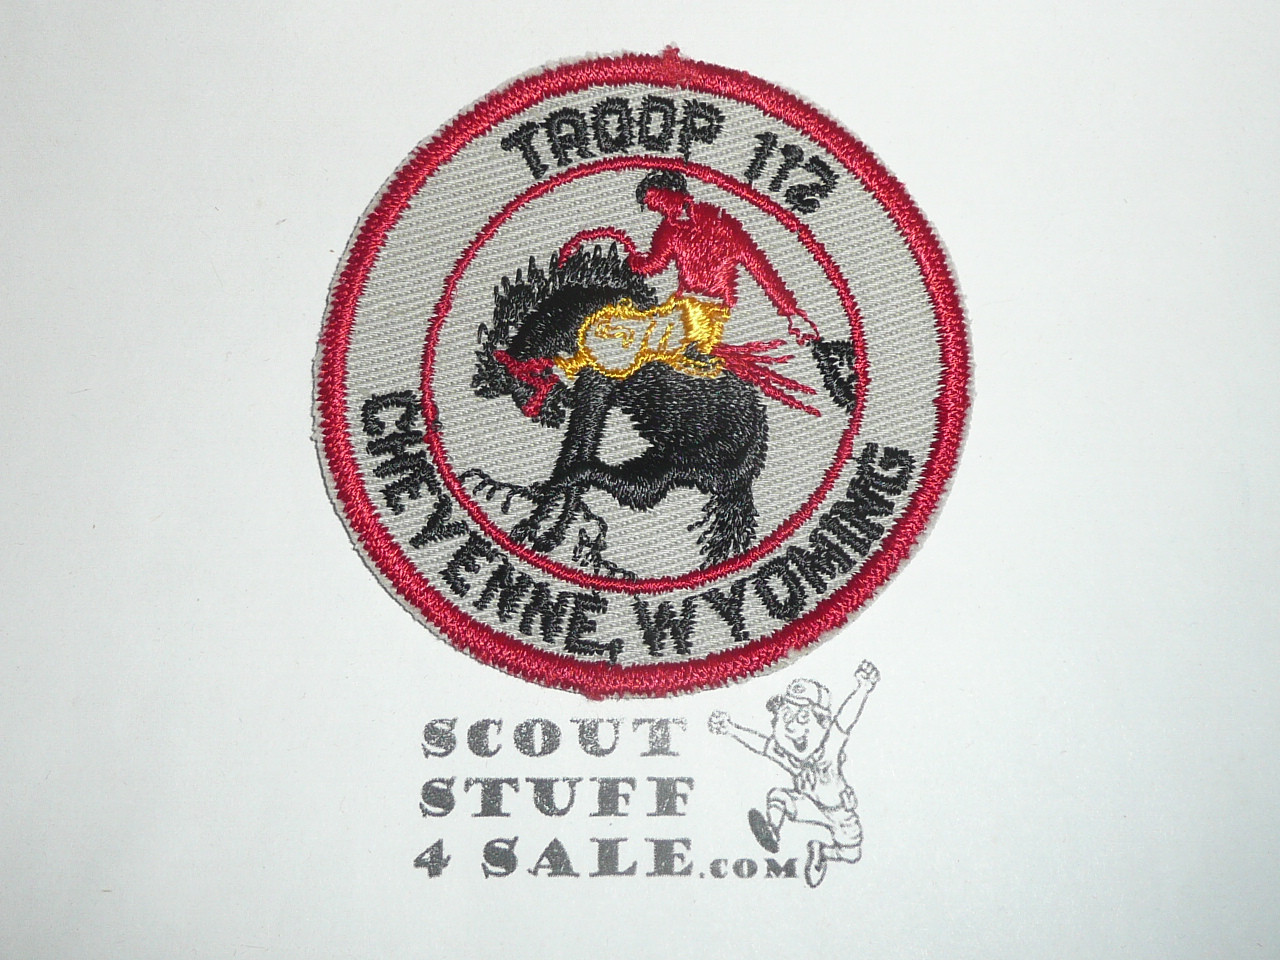 TROOP 112
CHEYENNE, WYOMING
SCOUT
STUFF
4 SALE.COM